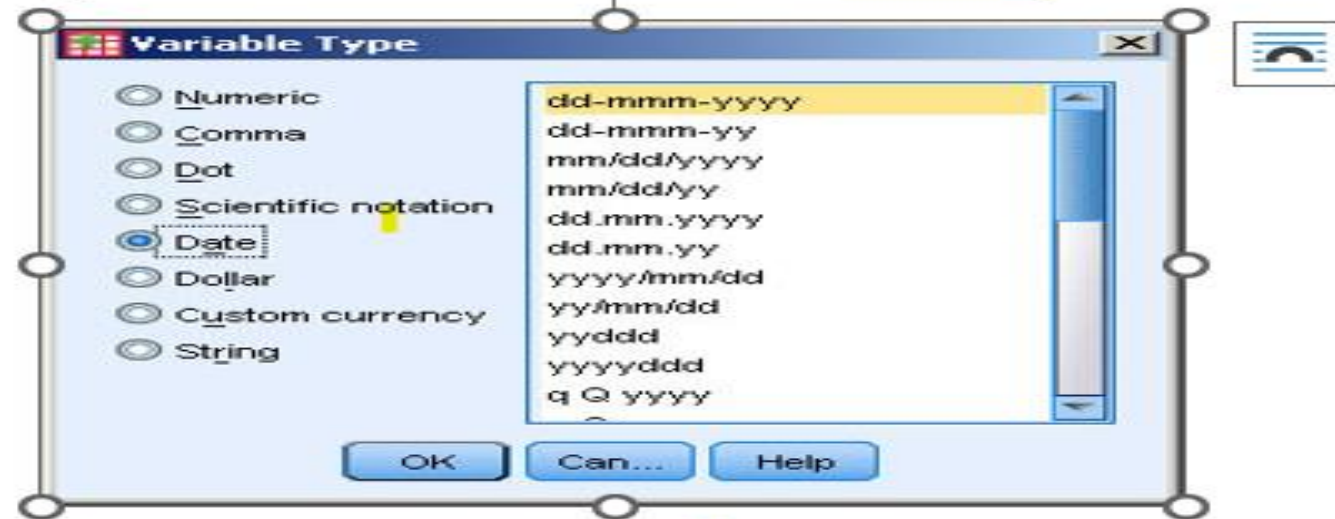 Variable Type
Numeric
Comma
Dot
Scientific notation
Date
Dollar
Custom currency
String
dd-mmm-yyyy
dd-mmm-yy
mm/dd/yyyy
mm/dd/yy
dd.mm.yyyy
dd.mm.yy
yyyy/mm/dd
yy/mm/dd
yyddd
yyyyddd
q Q yyyy
OK
Can...
Help